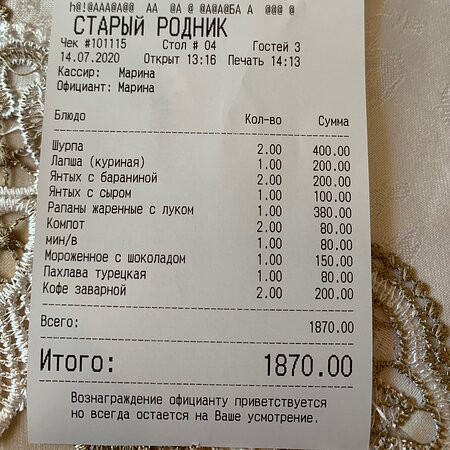 СТАРЫЙ РОДНИК
Чек #101115 Стол # 04 Гостей 3
14.07.2020 Открыт 13:16 Печать 14:13
Кассир: Марина
Официант: Марина
Блюдо Кол-во Сумма
Шурпа 2.00 400.00
Лапша (куриная) 1.00 200.00
Янтых с бараниной 2.00 200.00
Янтых с сыром 1.00 100.00
Рапаны жаренные с луком 1.00 380.00
Компот 2.00 80.00
мин/в 1.00 80.00
Мороженное с шоколадом 1.00 150.00
Пахлава турецкая 1.00 80.00
Кофе заварной 2.00 200.00
Всего: 1870.00
Итого: 1870.00
Вознаграждение официанту приветствуется
но всегда остается на Ваше усмотрение.